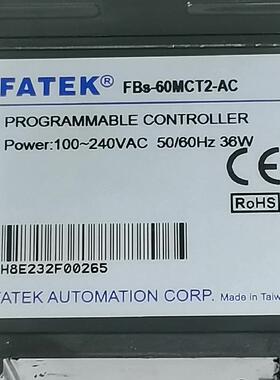 FATEK® FBs-60MCT2-AC
PROGRAMMABLE CONTROLLER
Power:100~240VAC 50/60Hz 36W
CE
RoHS
H8E232F00265
FATEK AUTOMATION CORP. Made in Taiw